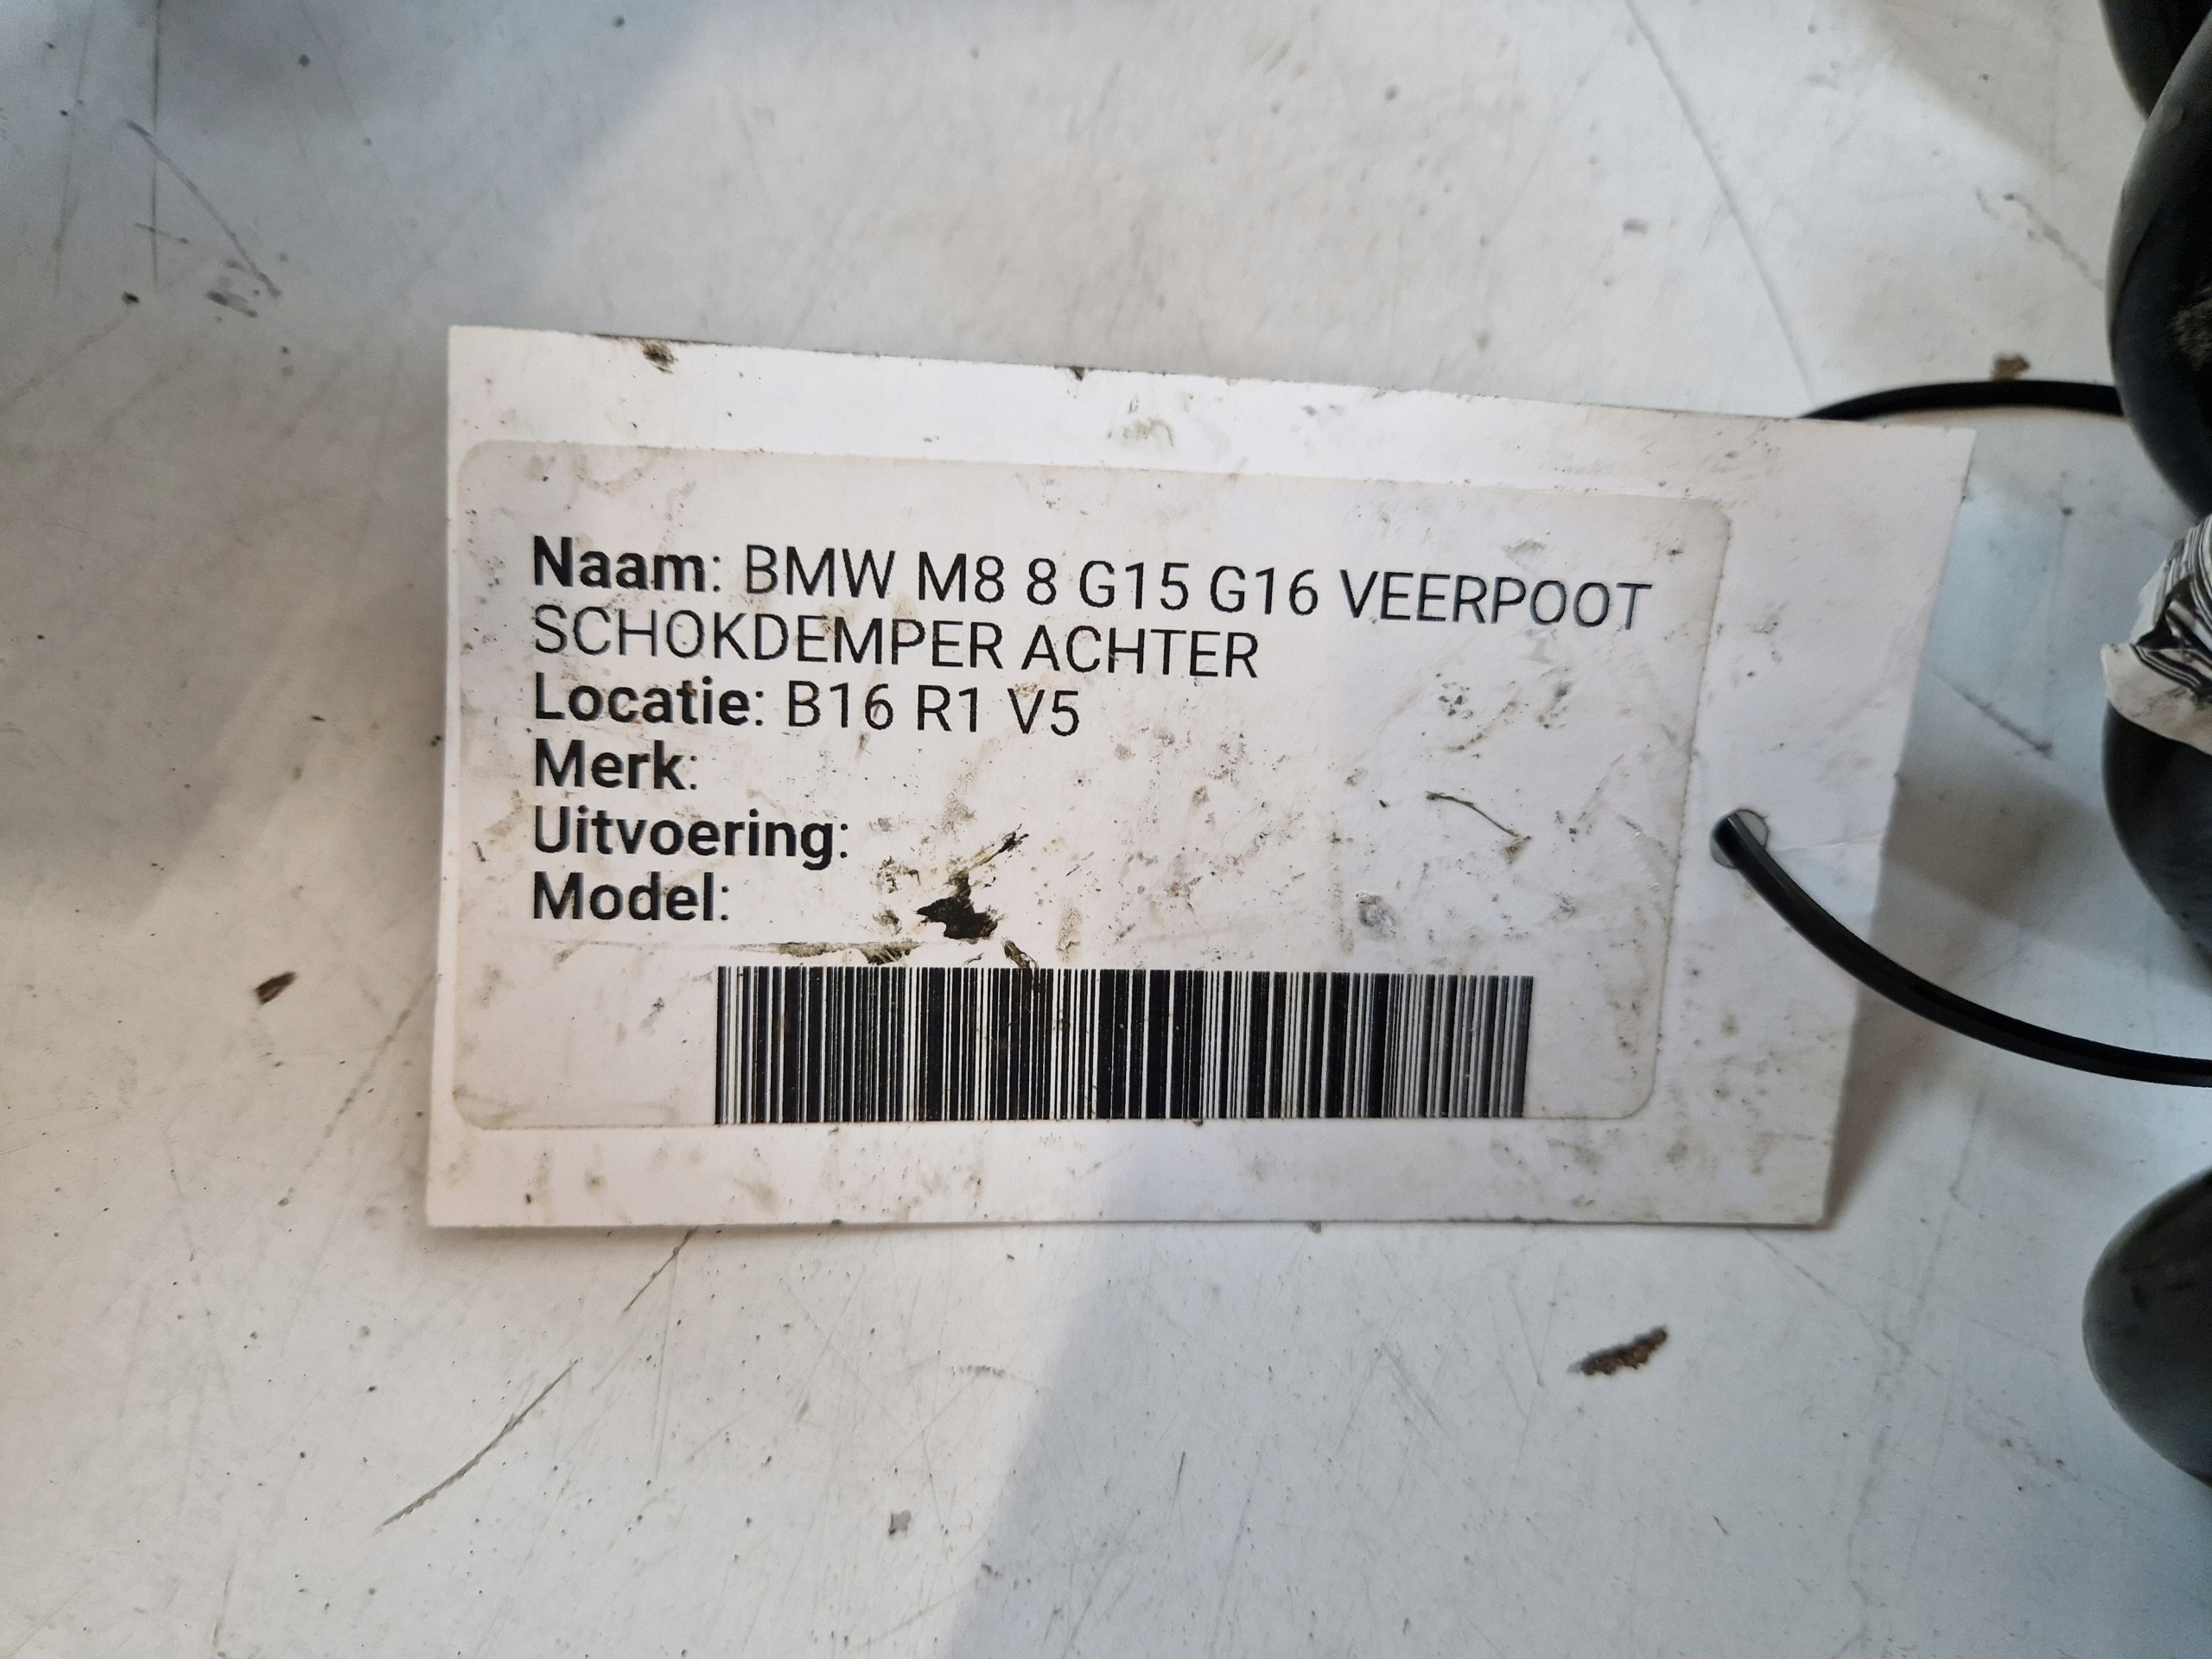 Naam: BMW M8 8 G15 G16 VEERPOOT
SCHOKDEMPER ACHTER
Locatie: B16 R1 V5
Merk:
Uitvoering:
Model: